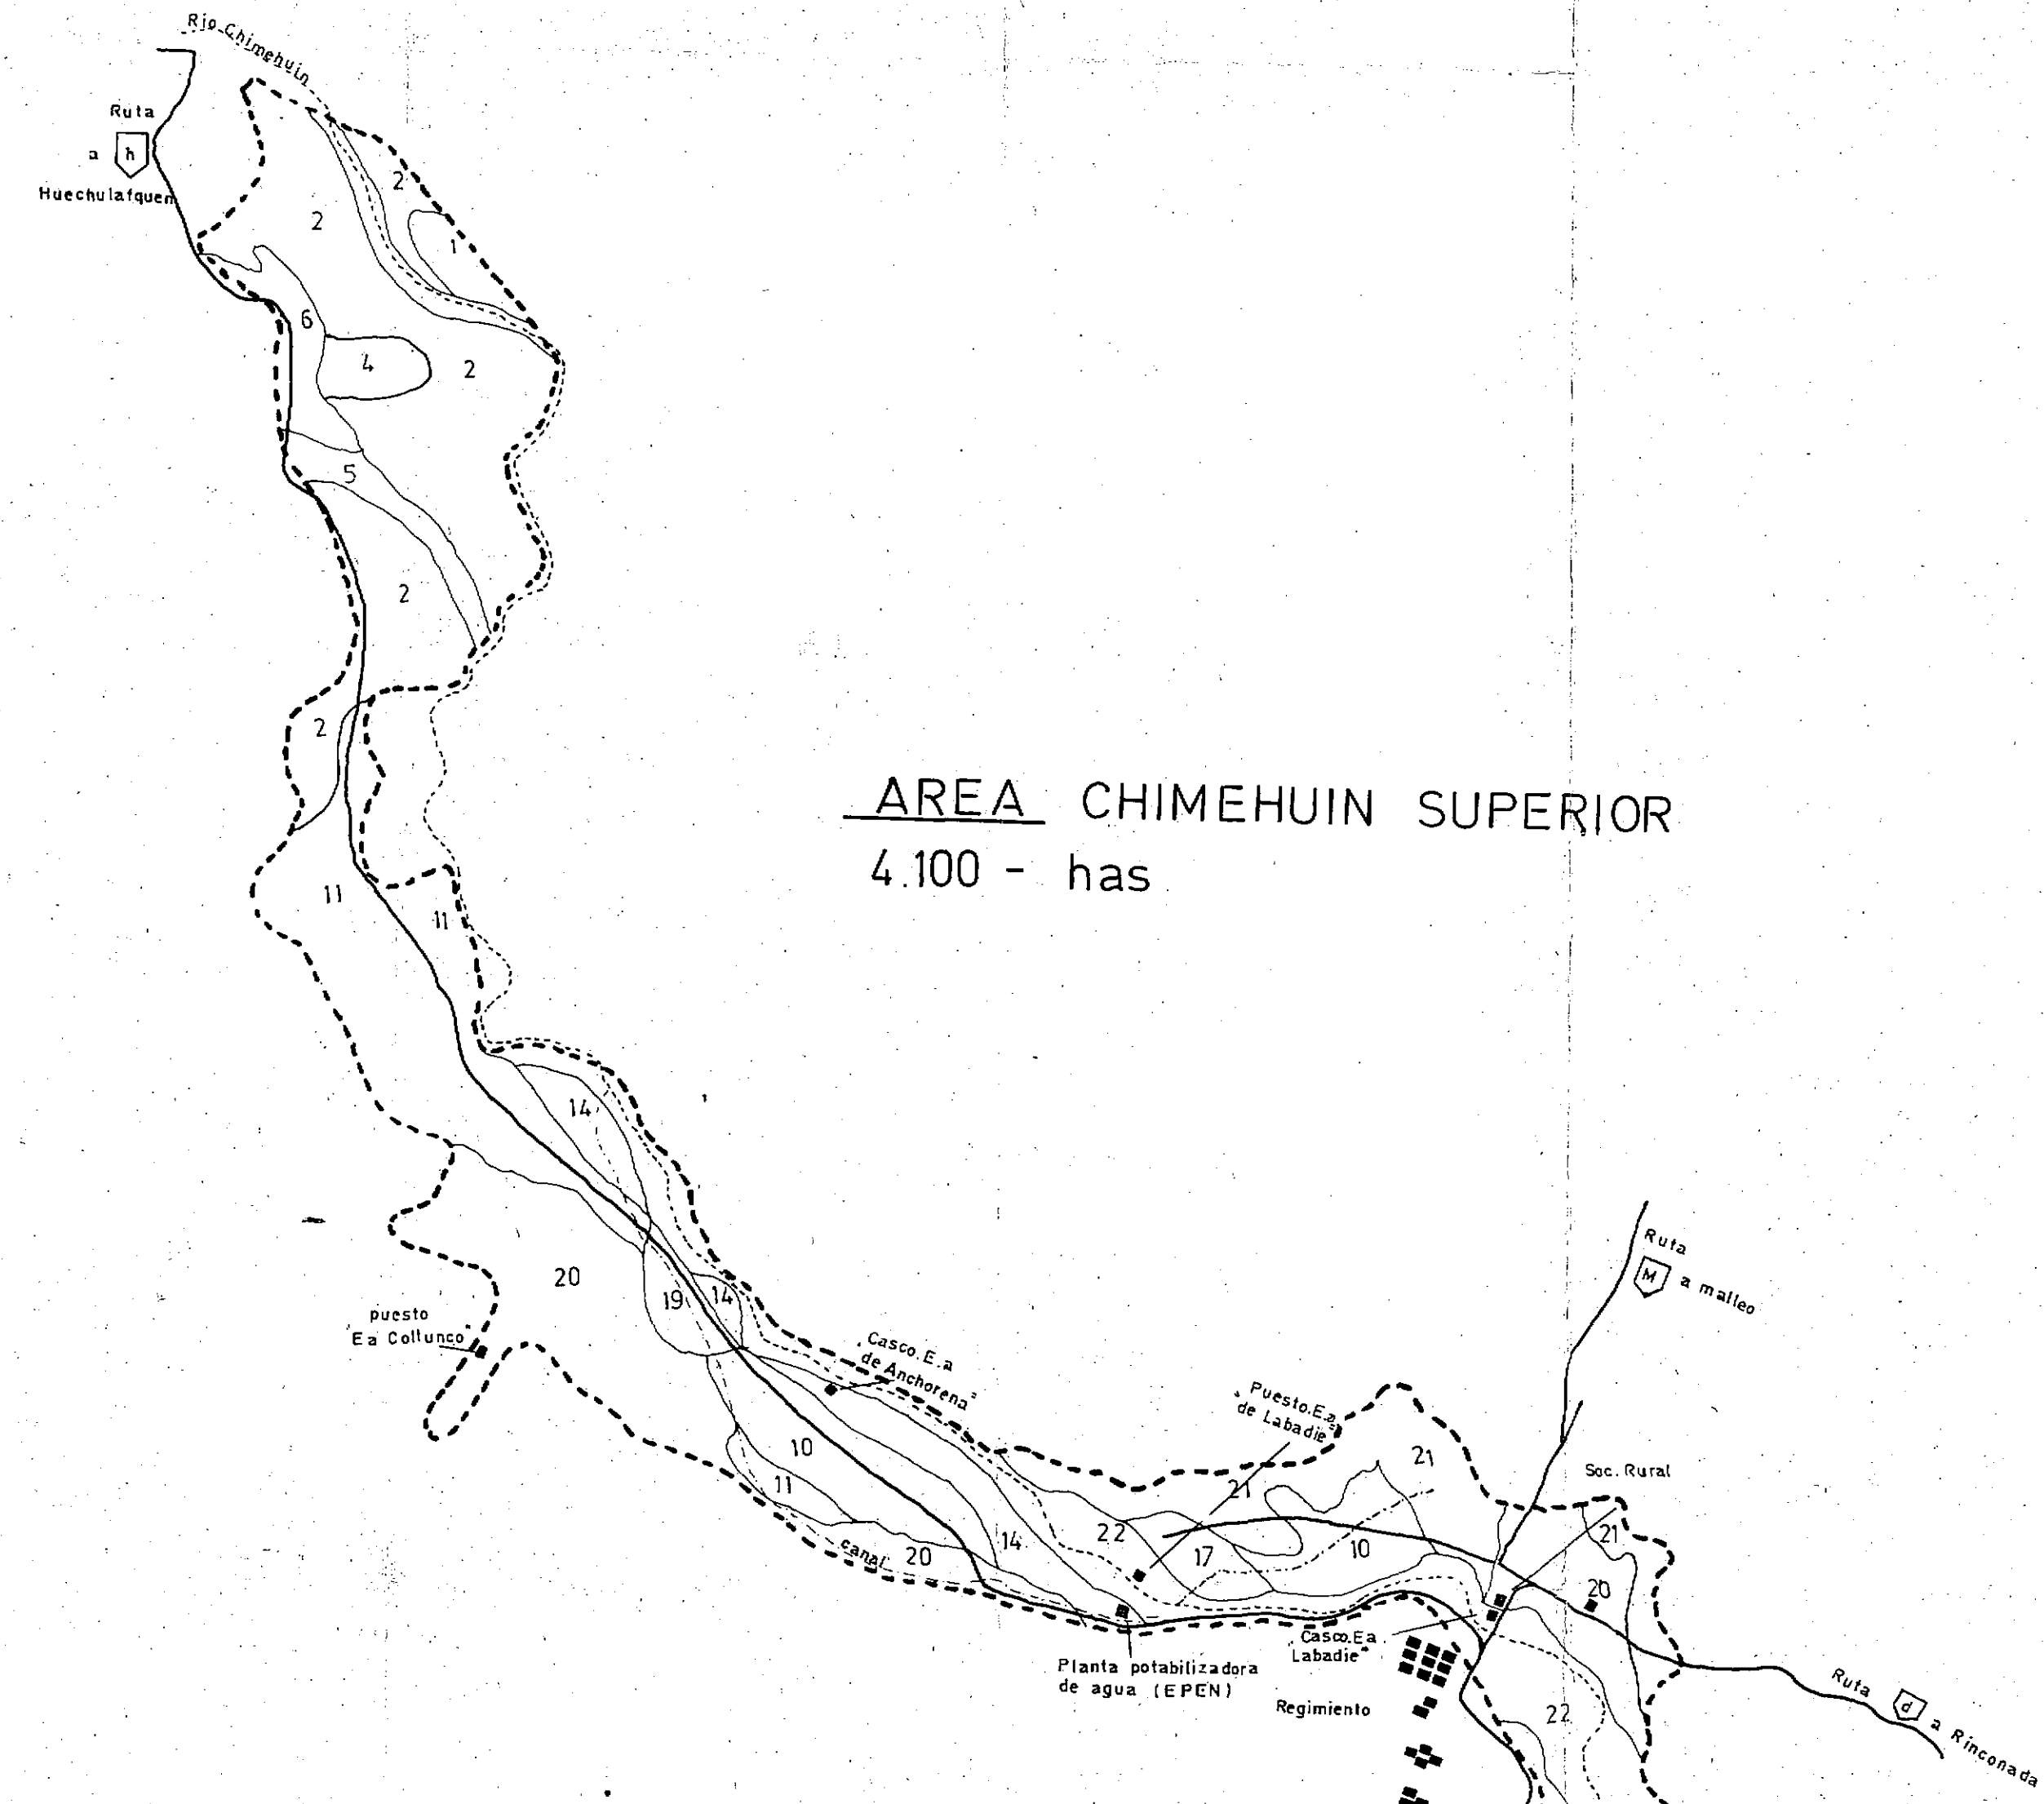 Rio Chimehuin
Ruta
a h
Huechulafquen
2
2
1
6
4
2
5
2
2
AREA CHIMEHUIN SUPERIOR
4.100 - has
11
11
14
Ruta
M a malleo
20
19
14
puesto
"Ea Collunco"
Casco.E.a
"de Anchorena"
Puesto.Ea
"de Labadie"
21
10
Soc. Rural
11
21
21
22
14
canal
20
17
10
20
Casco.Ea
"Labadie"
Planta potabilizadora
de agua (EPEN)
Regimiento
22
Ruta d a Rinconada